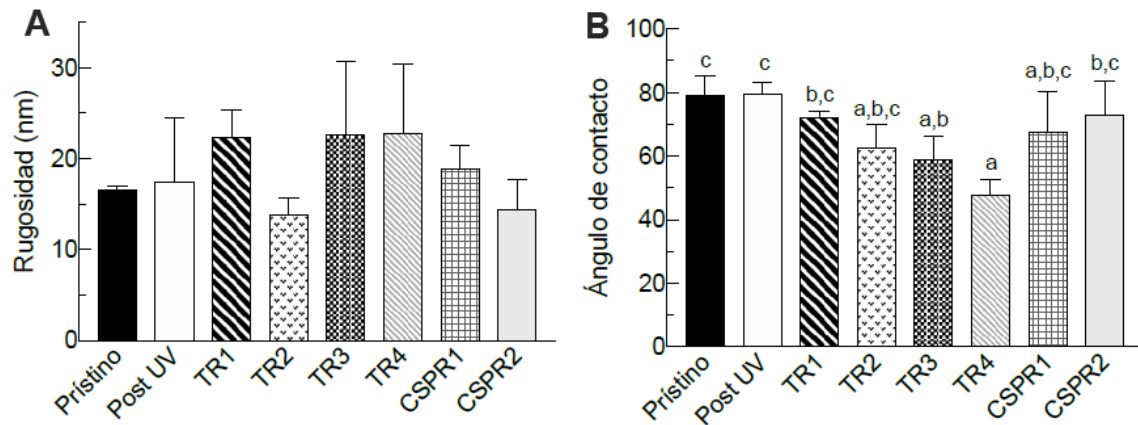 A
Rugosidad (nm)
30
20
10
0
Prístino
Post UV
TR1
TR2
TR3
TR4
CSPR1
CSPR2
B
Ángulo de contacto
100
80
60
40
20
0
c
c
b,c
a,b,c
a,b
a
a,b,c
b,c
Prístino
Post UV
TR1
TR2
TR3
TR4
CSPR1
CSPR2